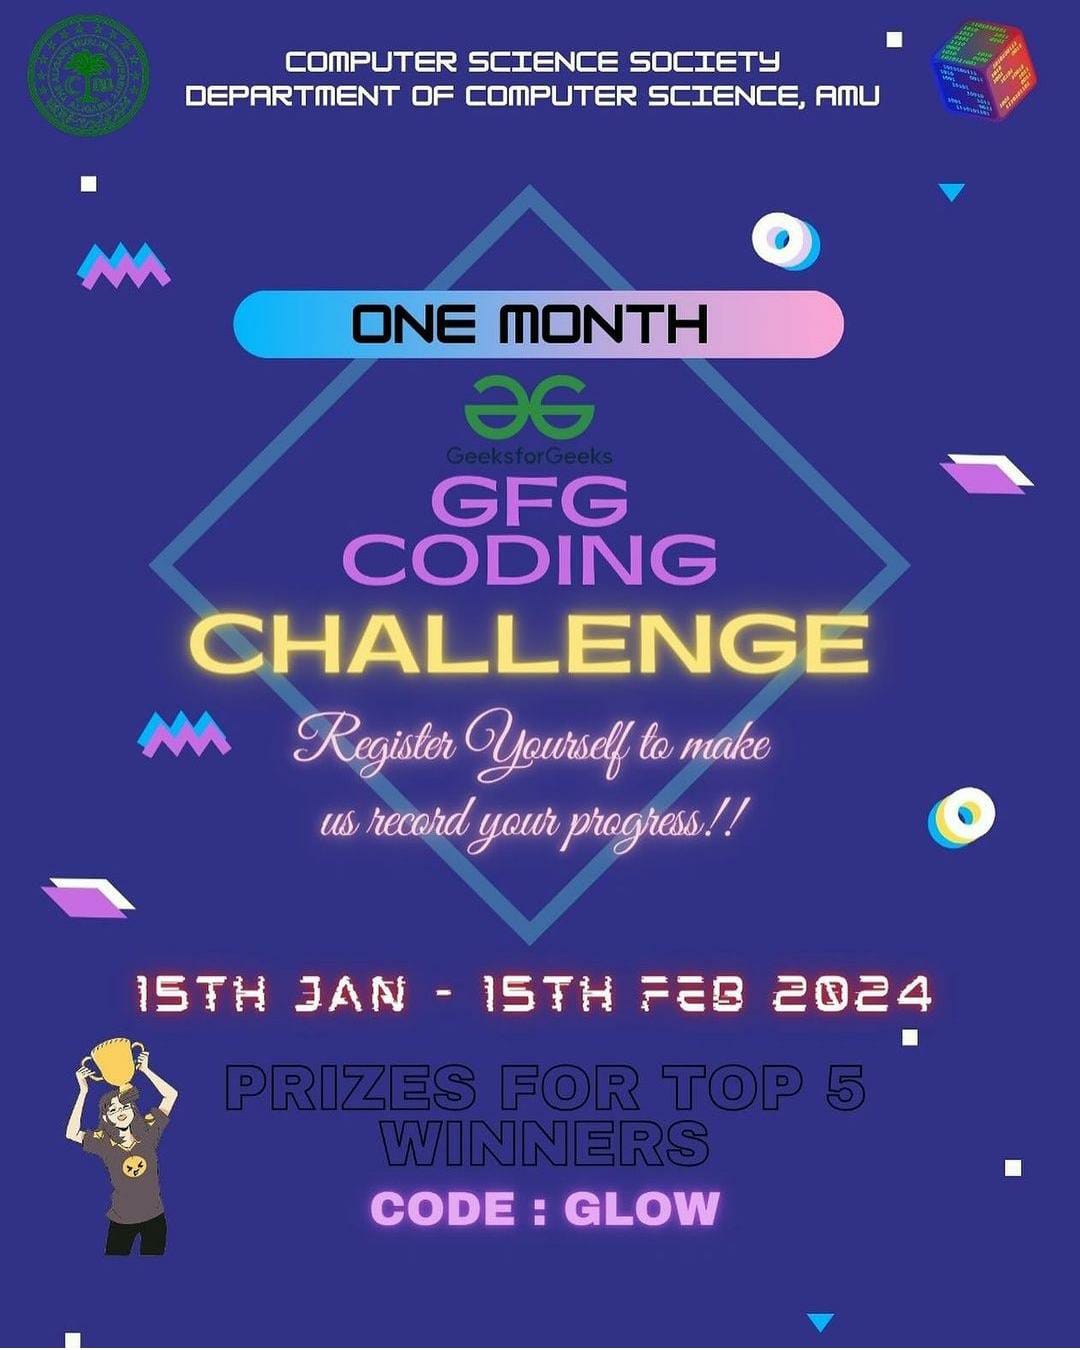 COMPUTER SCIENCE SOCIETY
DEPARTMENT OF COMPUTER SCIENCE, AMU
ONE MONTH
GeeksforGeeks
GFG
CODING
CHALLENGE
Register Yourself to make
us record your progress!!
15TH JAN - 15TH FEB 2024
PRIZES FOR TOP 5
WINNERS
CODE : GLOW